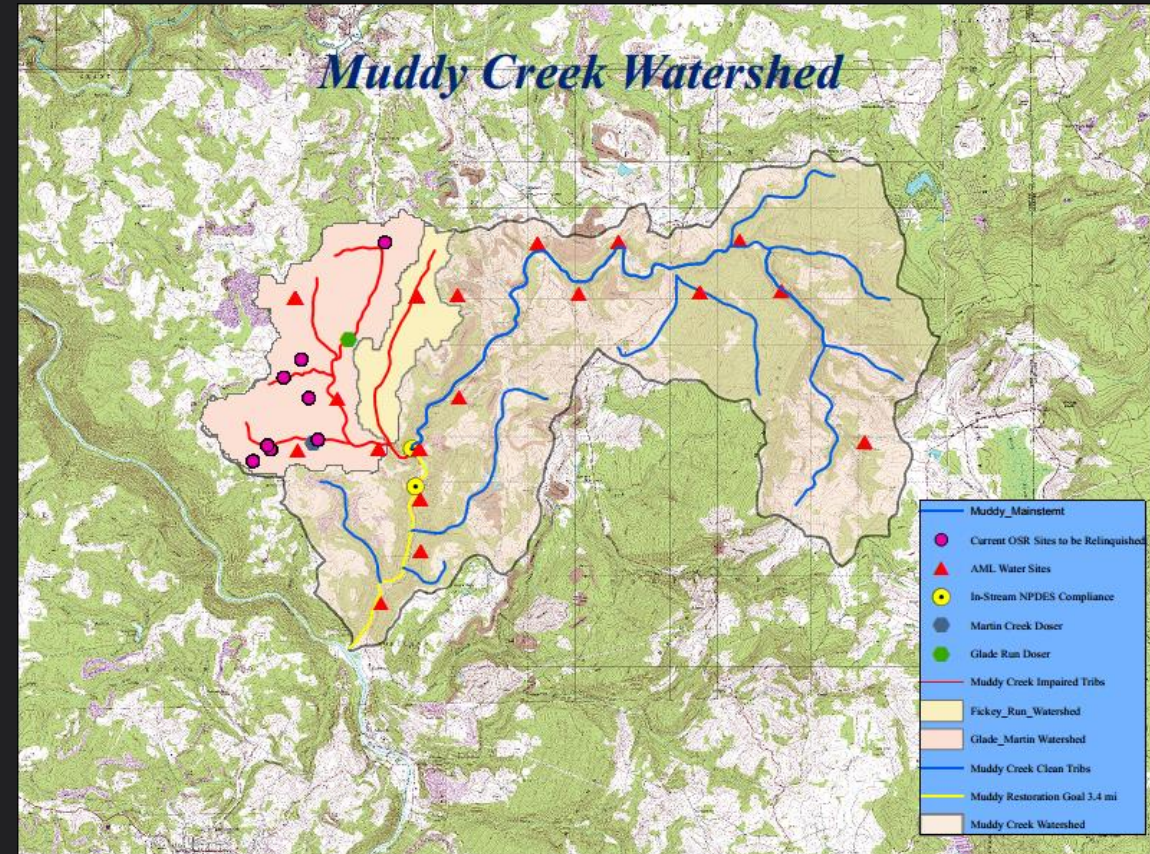 Muddy Creek Watershed
Muddy_Mainstemt
Current OSR Sites to be Relinquished
AML Water Sites
In-Stream NPDES Compliance
Martin Creek Doser
Glade Run Doser
Muddy Creek Impaired Tribs
Fickey_Run_Watershed
Glade_Martin Watershed
Muddy Creek Clean Tribs
Muddy Restoration Goal 3.4 mi
Muddy Creek Watershed